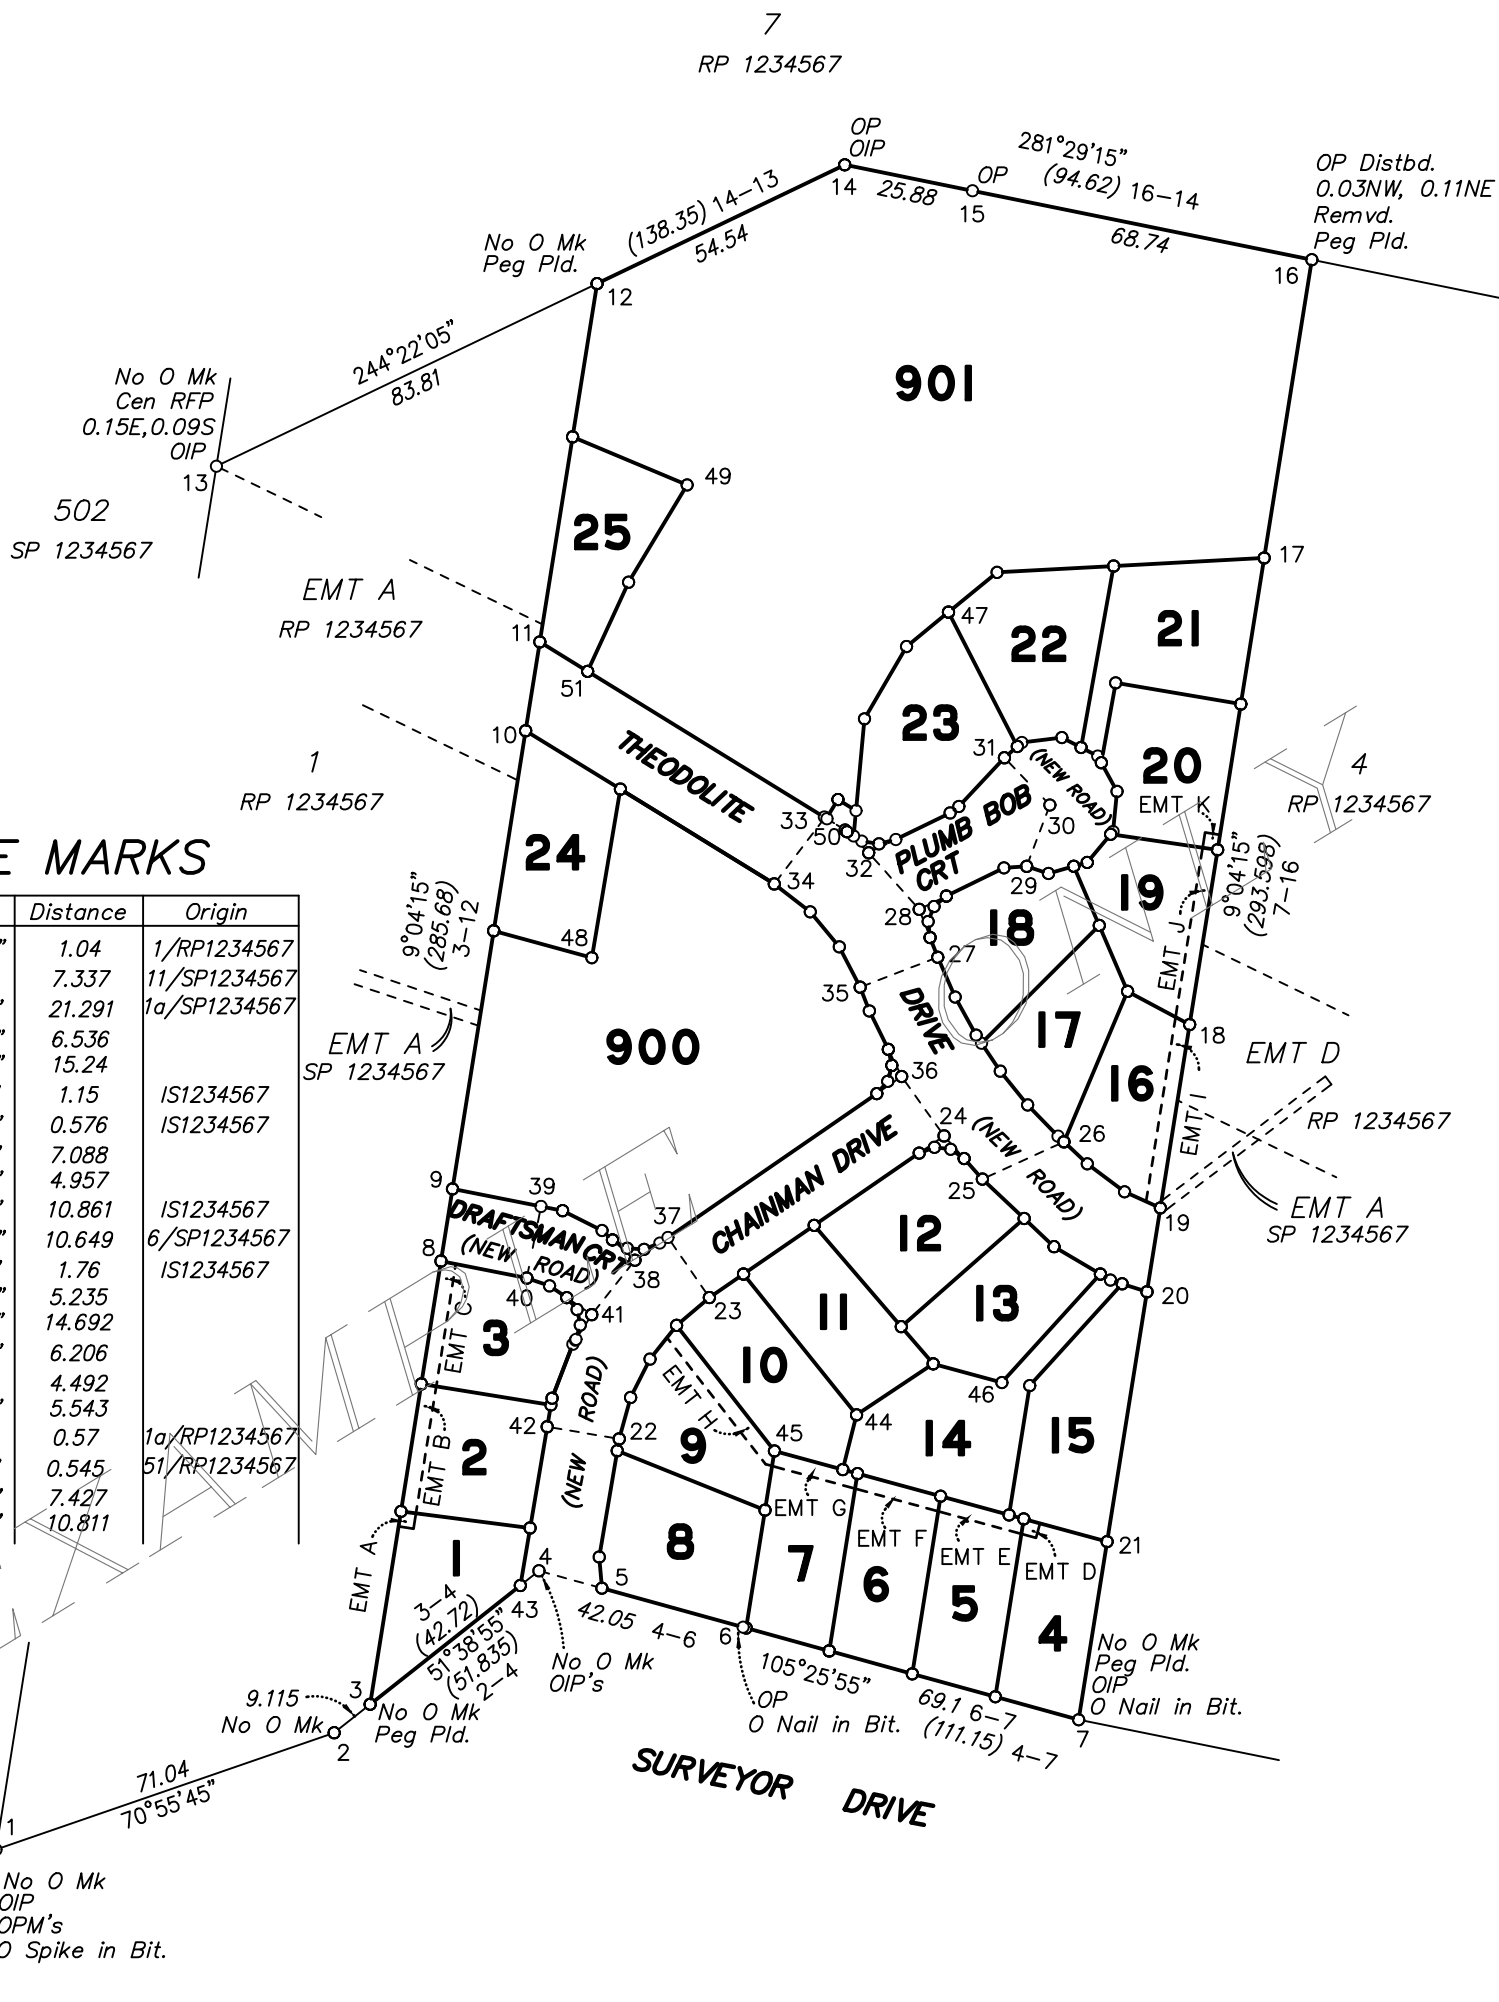 7
RP 1234567
OP
OIP
14
25.88
OP
15
281°29'15"
(94.62) 16-14
68.74
OP Distbd.
0.03NW, 0.11NE
Remvd.
Peg Pld.
16
(138.35) 14-13
54.54
No O Mk
Peg Pld.
12
244°22'05"
83.81
No O Mk
Cen RFP
0.15E,0.09S
OIP
13
502
SP 1234567
901
49
25
EMT A
RP 1234567
11
51
17
47
22
21
23
31
10
THEODOLITE
(NEW ROAD)
20
EMT K
4
RP 1234567
1
RP 1234567
33
50
32
PLUMB BOB
CRT
30
29
24
34
28
18
19
9°04'15"
(293.598)
7-16
E MARKS
Distance Origin
" 1.04 1/RP1234567
7.337 11/SP1234567
' 21.291 1a/SP1234567
" 6.536
" 15.24
' 1.15 IS1234567
' 0.576 IS1234567
' 7.088
' 4.957
" 10.861 IS1234567
" 10.649 6/SP1234567
' 1.76 IS1234567
" 5.235
" 14.692
' 6.206
4.492
" 5.543
0.57 1a/RP1234567
' 0.545 51/RP1234567
" 7.427
' 10.811
9°04'15"
(285.68)
3-12
48
27
35
DRIVE
EMT J
EMT A
SP 1234567
900
17
18
EMT D
RP 1234567
36
16
EMT I
24
(NEW ROAD)
26
25
CHAINMAN DRIVE
19
EMT A
SP 1234567
9
39
DRAFTSMAN CRT
(NEW ROAD)
37
38
8
40
41
23
12
13
20
3
EMT C
11
10
EMT H
46
(NEW ROAD)
42
22
45
44
9
14
15
2
EMT B
EMT G
EMT F
EMT E
EMT D
21
1
EMT A
8
7
6
5
4
4
43
5
3-4
(42.72)
51°38'55"
(51.835)
2-4
42.05 4-6
6
No O Mk
OIP's
105°25'55"
OP
O Nail in Bit.
69.1 6-7
(111.15) 4-7
No O Mk
Peg Pld.
OIP
O Nail in Bit.
7
3
9.115
No O Mk
2
No O Mk
Peg Pld.
71.04
70°55'45"
SURVEYOR DRIVE
1
No O Mk
OIP
OPM's
O Spike in Bit.
EXAMPLE ONLY